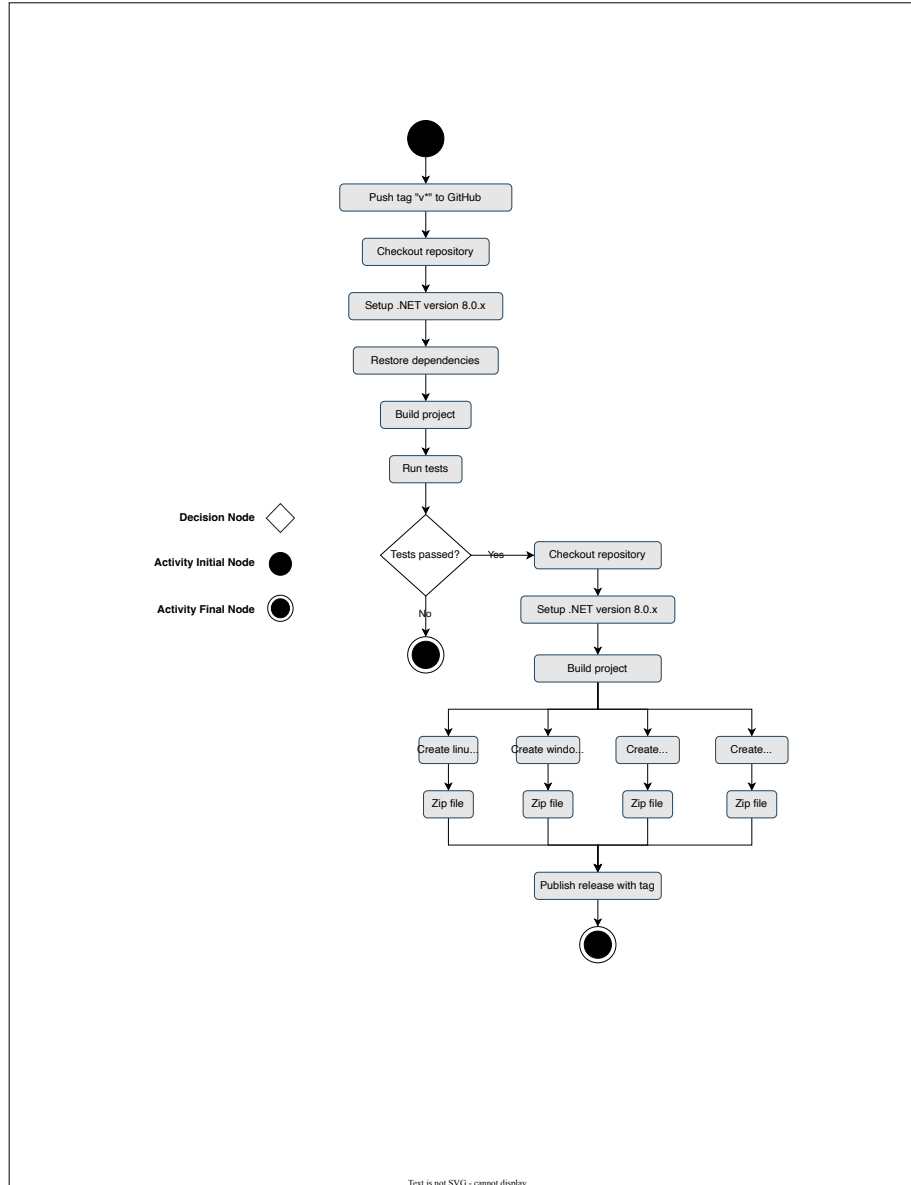 Push tag "v*" to GitHub
Checkout repository
Setup .NET version 8.0.x
Restore dependencies
Build project
Run tests
Decision Node
Tests passed?
Yes
Checkout repository
Activity Initial Node
Activity Final Node
No
Setup .NET version 8.0.x
Build project
Create linu...
Create windo...
Create...
Create...
Zip file
Zip file
Zip file
Zip file
Publish release with tag
Text is not SVG - cannot display